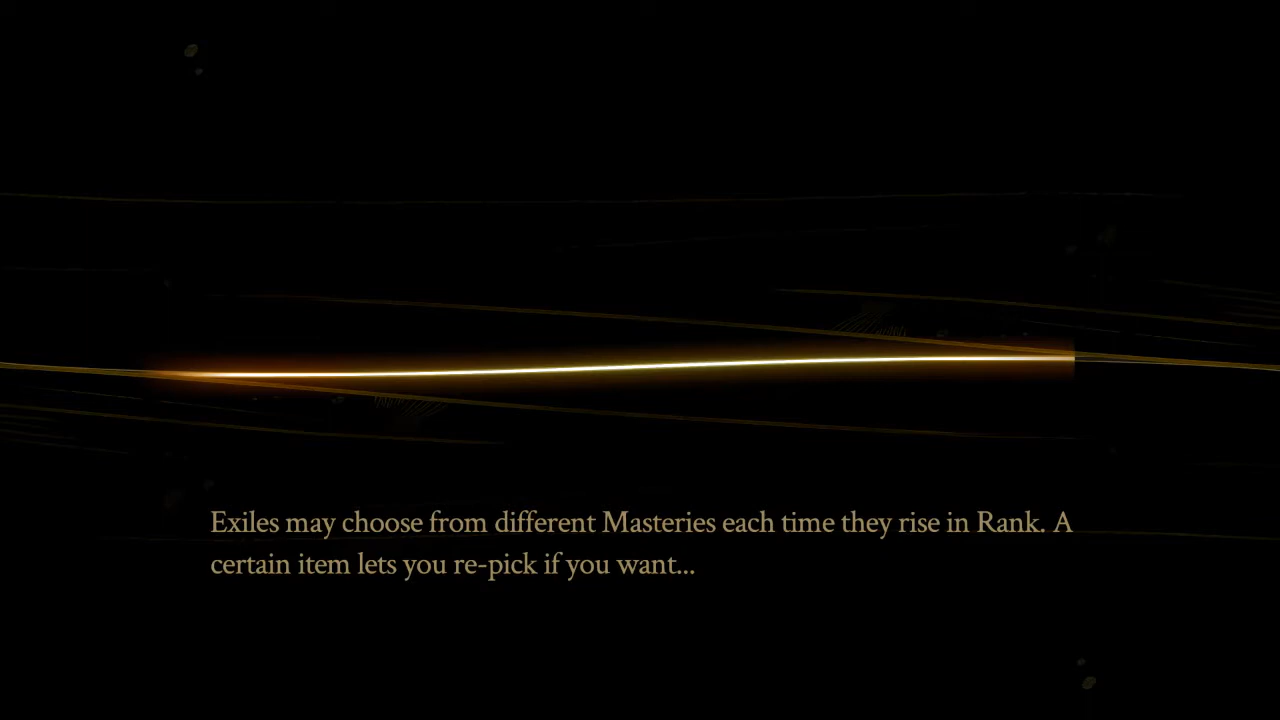 Exiles may choose from different Masteries each time they rise in Rank. A
certain item lets you re-pick if you want...